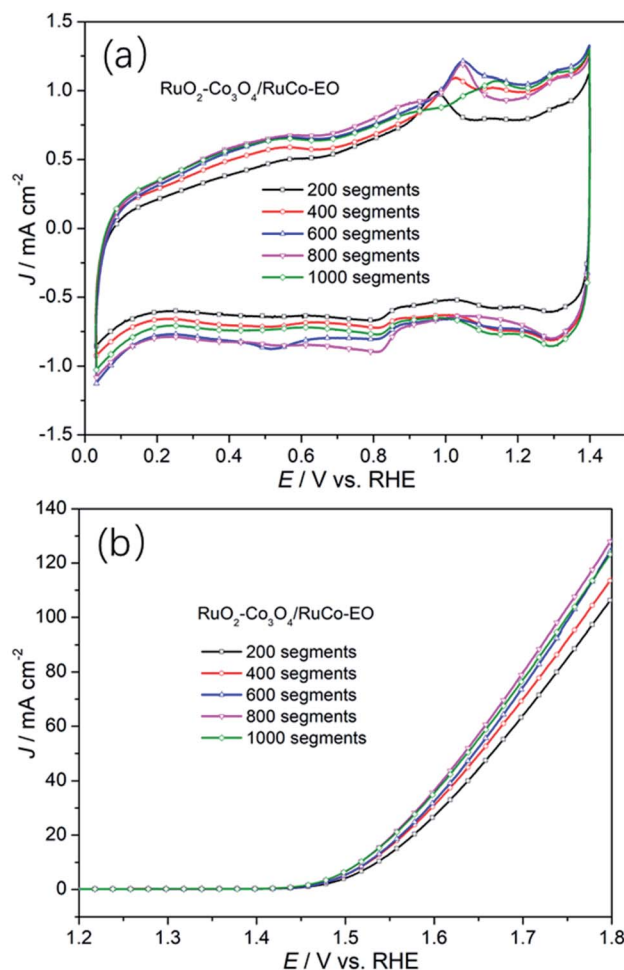 (a)
RuO2-Co3O4/RuCo-EO
200 segments
400 segments
600 segments
800 segments
1000 segments
J / mA cm-2
1.5
1.0
0.5
0.0
-0.5
-1.0
-1.5
0.0 0.2 0.4 0.6 0.8 1.0 1.2 1.4
E / V vs. RHE
(b)
RuO2-Co3O4/RuCo-EO
200 segments
400 segments
600 segments
800 segments
1000 segments
J / mA cm-2
140
120
100
80
60
40
20
0
1.2 1.3 1.4 1.5 1.6 1.7 1.8
E / V vs. RHE